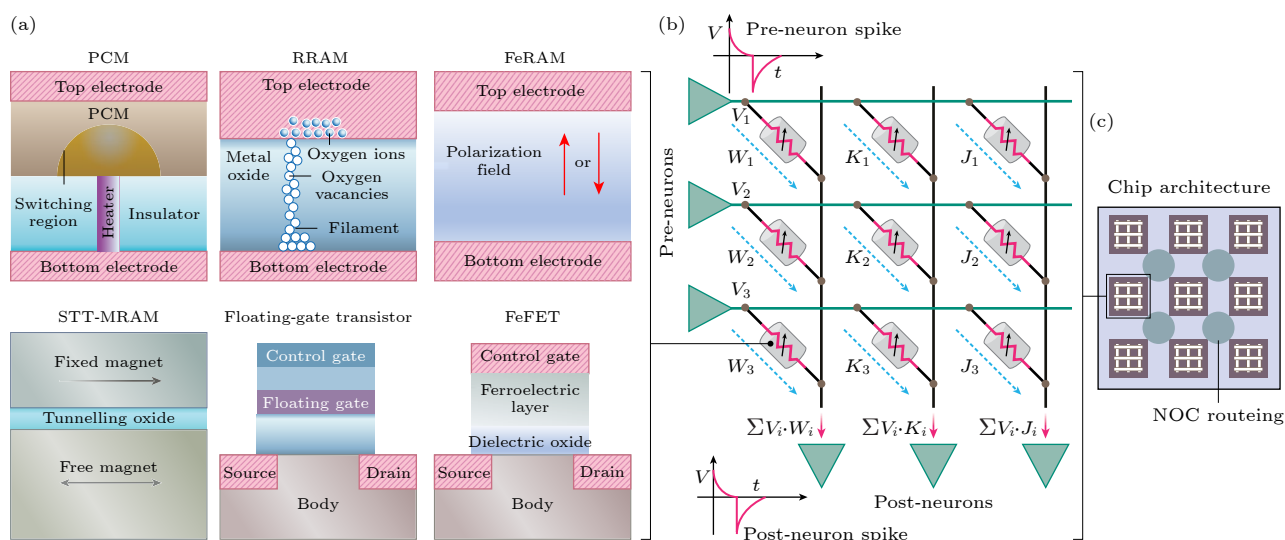 (a)
PCM
Top electrode
PCM
Switching
region
Heater
Insulator
Bottom electrode
RRAM
Top electrode
Metal
oxide
Oxygen ions
Oxygen
vacancies
Filament
Bottom electrode
FeRAM
Top electrode
Polarization
field
or
Bottom electrode
STT-MRAM
Fixed magnet
Tunnelling oxide
Free magnet
Floating-gate transistor
Control gate
Floating gate
Source
Drain
Body
FeFET
Control gate
Ferroelectric
layer
Dielectric oxide
Source
Drain
Body
(b)
V
Pre-neuron spike
t
Pre-neurons
V1
W1
K1
J1
V2
W2
K2
J2
V3
W3
K3
J3
∑Vi·Wi
∑Vi·Ki
∑Vi·Ji
Post-neurons
V
t
Post-neuron spike
(c)
Chip architecture
NOC routeing